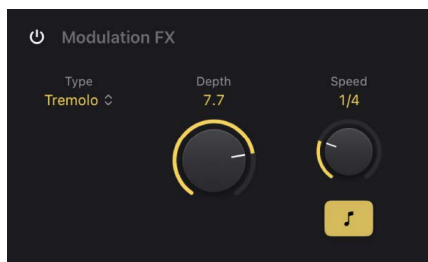 Modulation FX
Type Depth Speed
Tremolo 7.7 1/4